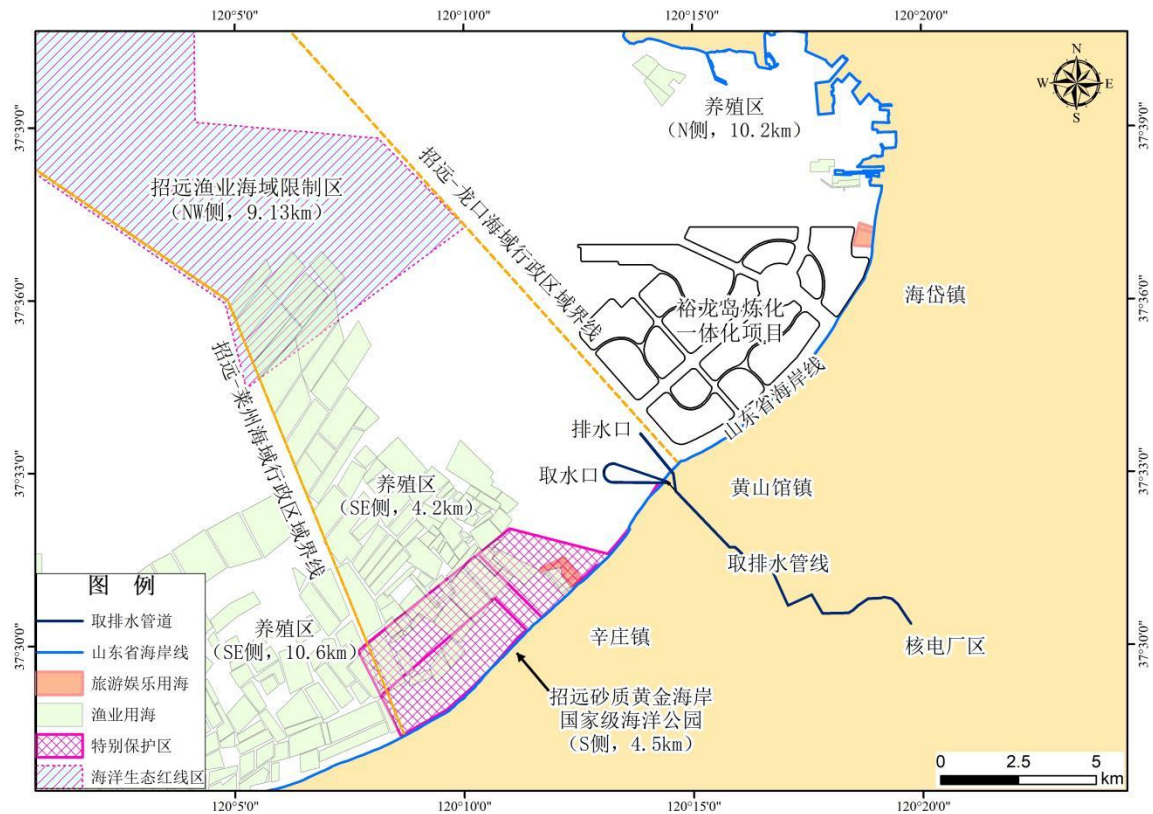 120°5'0"
120°10'0"
120°15'0"
120°20'0"
37°39'0"
37°39'0"
37°36'0"
37°36'0"
37°33'0"
37°33'0"
37°30'0"
37°30'0"
N
W
E
S
养殖区
(N侧, 10.2km)
招远渔业海域限制区
(NW侧, 9.13km)
招远-龙口海域行政区域界线
海岱镇
裕龙岛炼化
一体化项目
山东省海岸线
招远-莱州海域行政区域界线
排水口
取水口
黄山馆镇
养殖区
(SE侧, 4.2km)
取排水管线
养殖区
(SE侧, 10.6km)
辛庄镇
核电厂区
招远砂质黄金海岸
国家级海洋公园
(S侧, 4.5km)
图 例
取排水管道
山东省海岸线
旅游娱乐用海
渔业用海
特别保护区
海洋生态红线区
0 2.5 5
km
120°5'0"
120°10'0"
120°15'0"
120°20'0"